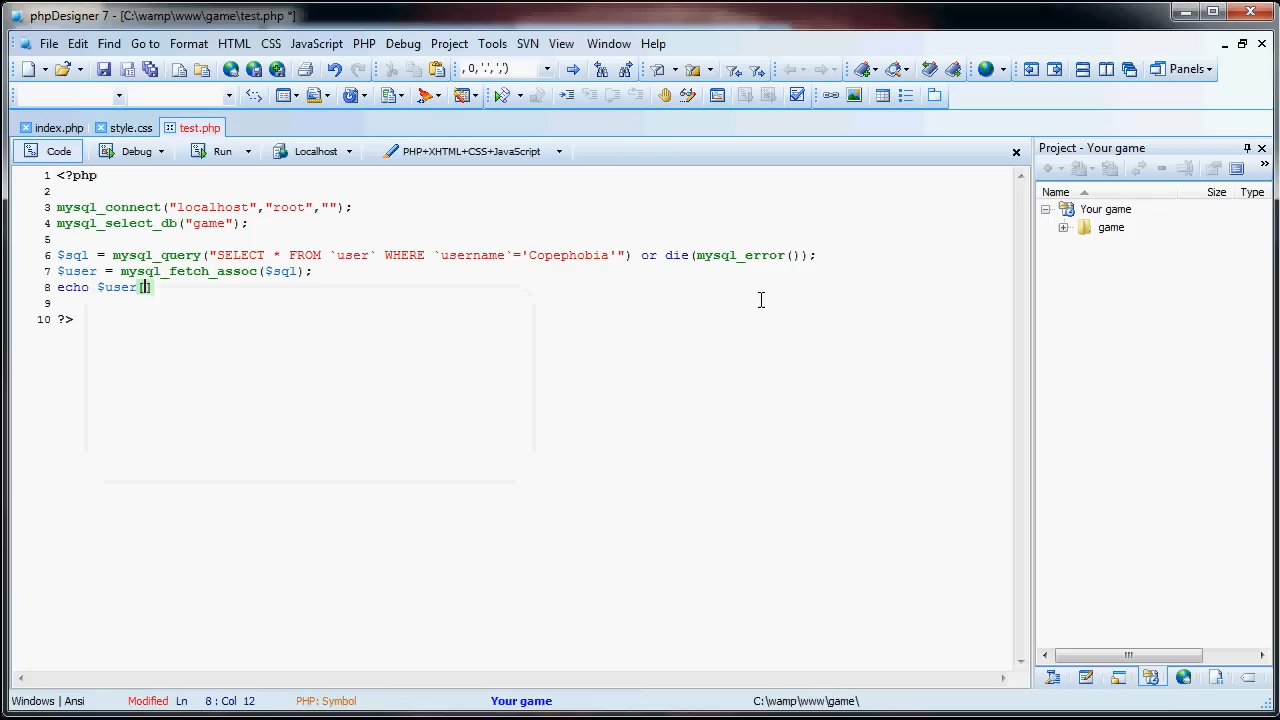 phpDesigner 7 - [C:\wamp\www\game\test.php *]
File Edit Find Go to Format HTML CSS JavaScript PHP Debug Project Tools SVN View Window Help
, 0,'.',',')
Panels
index.php style.css test.php
Code Debug Run Localhost PHP+XHTML+CSS+JavaScript
1 <?php
2
3 mysql_connect("localhost","root","");
4 mysql_select_db("game");
5
6 $sql = mysql_query("SELECT * FROM `user` WHERE `username`='Copephobia'") or die(mysql_error());
7 $user = mysql_fetch_assoc($sql);
8 echo $user[]
9
10 ?>
Project - Your game
Name Size Type
Your game
game
Windows | Ansi Modified Ln 8 : Col 12 PHP: Symbol Your game C:\wamp\www\game\